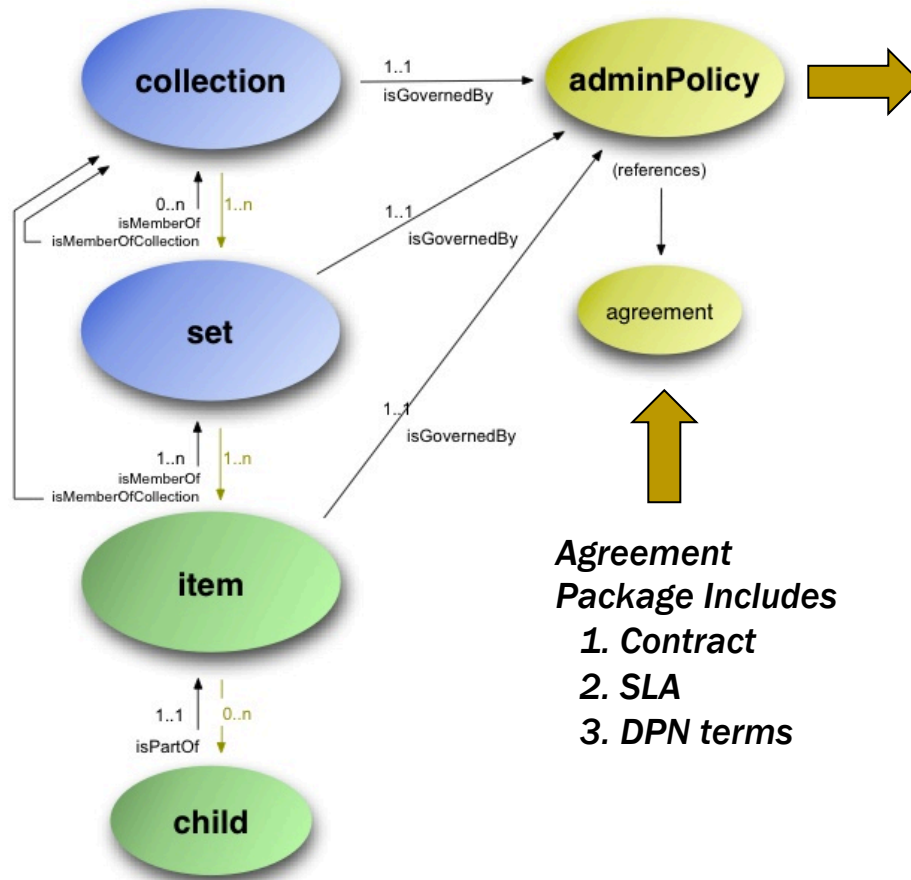 collection
1..1
isGovernedBy
adminPolicy
(references)
0..n
1..n
isMemberOf
isMemberOfCollection
1..1
isGovernedBy
set
agreement
1..n
1..n
isMemberOf
isMemberOfCollection
1..1
isGovernedBy
item
Agreement
Package Includes
1. Contract
2. SLA
3. DPN terms
1..1
0..n
isPartOf
child